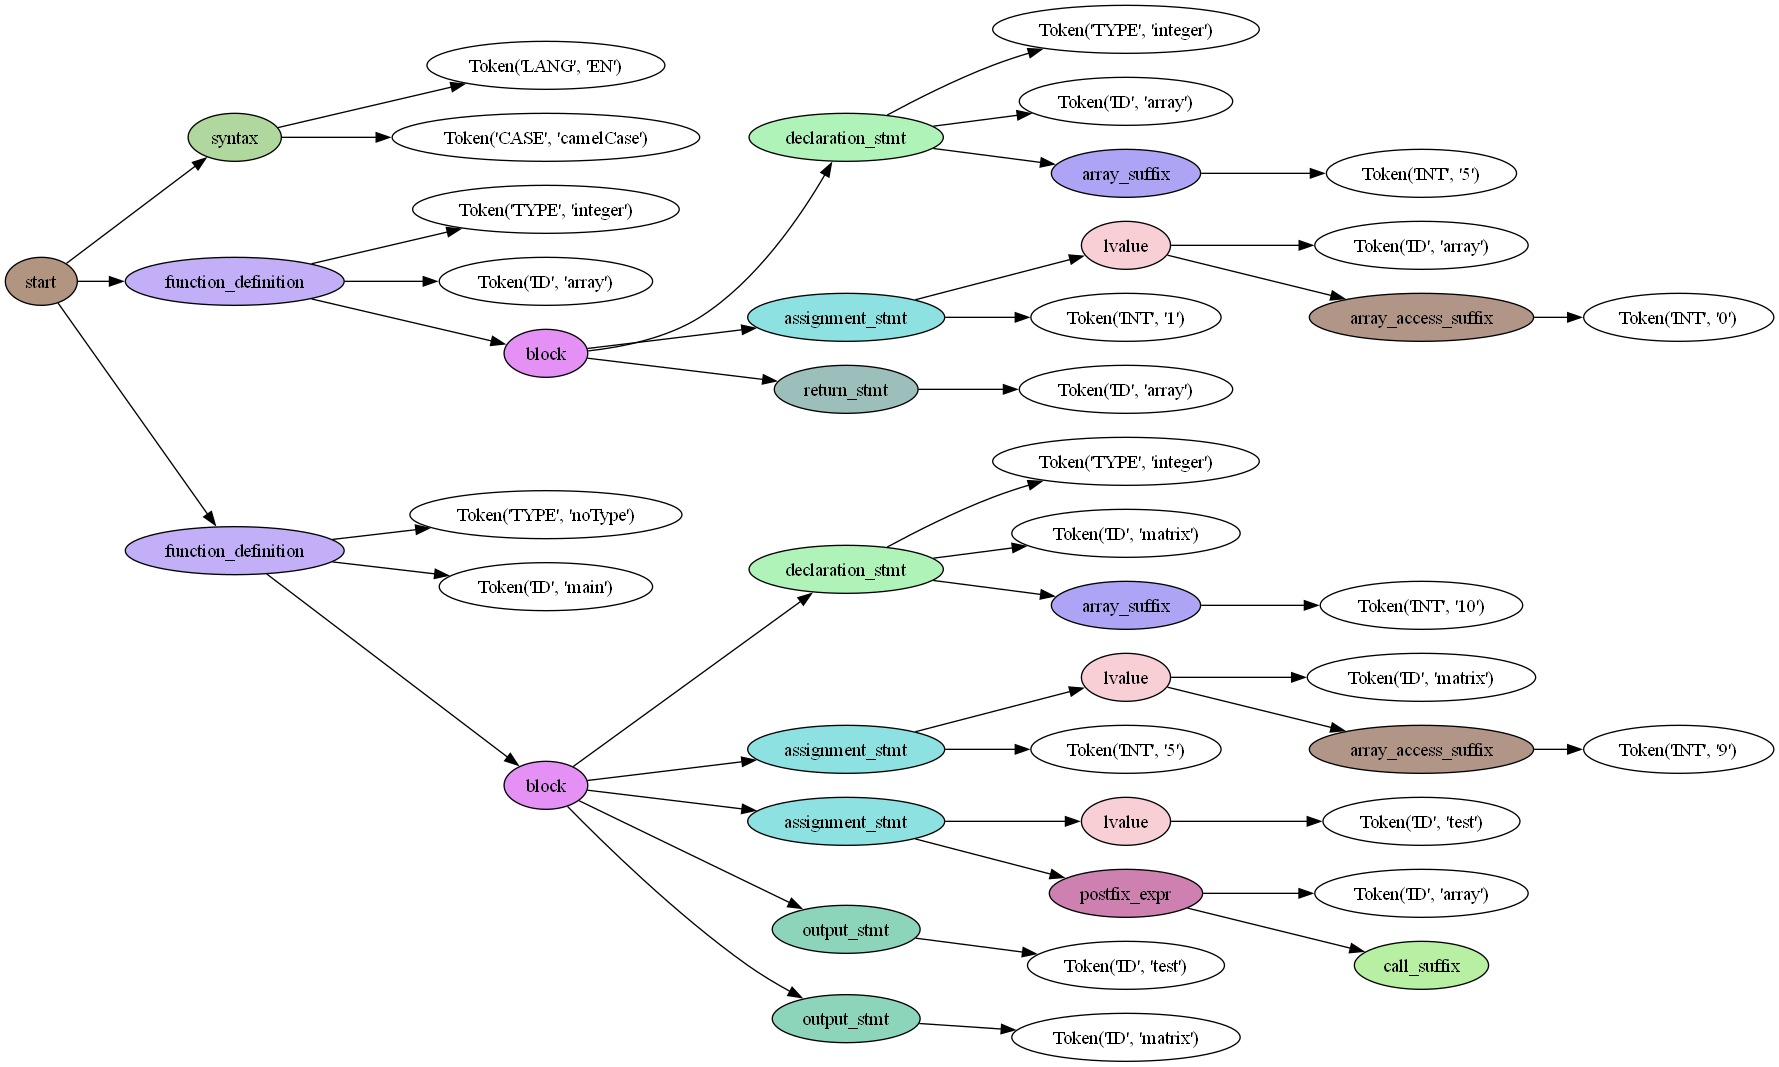 start
syntax
Token('LANG', 'EN')
Token('CASE', 'camelCase')
function_definition
Token('TYPE', 'integer')
Token('ID', 'array')
block
declaration_stmt
Token('TYPE', 'integer')
Token('ID', 'array')
array_suffix
Token('INT', '5')
assignment_stmt
lvalue
Token('ID', 'array')
array_access_suffix
Token('INT', '0')
Token('INT', '1')
return_stmt
Token('ID', 'array')
function_definition
Token('TYPE', 'noType')
Token('ID', 'main')
block
declaration_stmt
Token('TYPE', 'integer')
Token('ID', 'matrix')
array_suffix
Token('INT', '10')
assignment_stmt
lvalue
Token('ID', 'matrix')
array_access_suffix
Token('INT', '9')
Token('INT', '5')
assignment_stmt
lvalue
Token('ID', 'test')
postfix_expr
Token('ID', 'array')
call_suffix
output_stmt
Token('ID', 'test')
output_stmt
Token('ID', 'matrix')